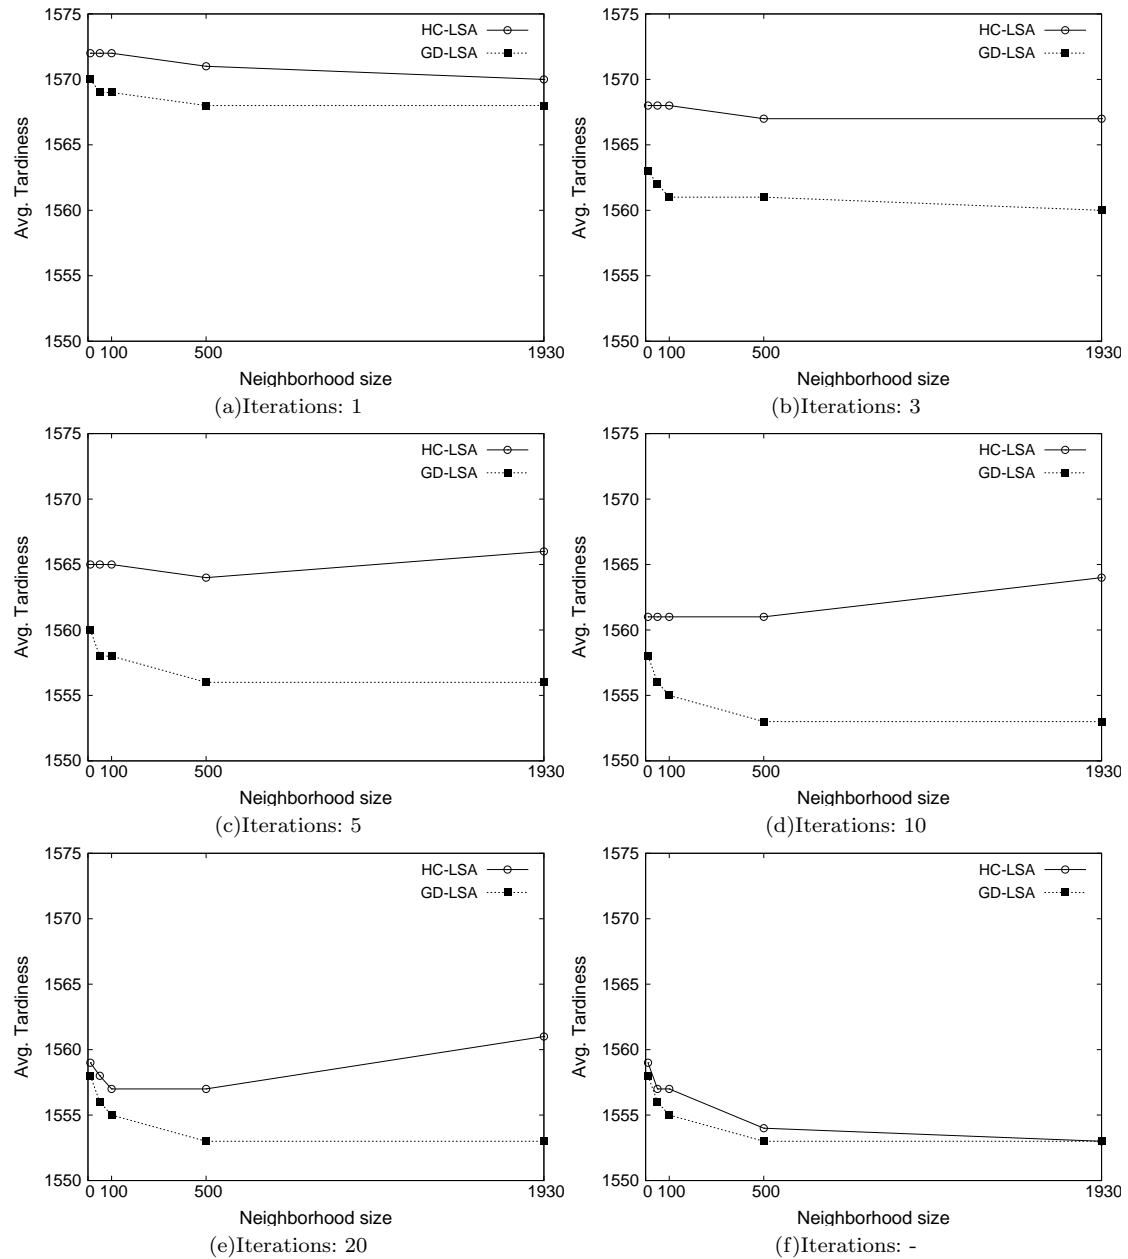 1575
1570
1565
1560
1555
1550
Avg. Tardiness
HC-LSA
GD-LSA
0 100 500 1930
Neighborhood size
(a)Iterations: 1
1575
1570
1565
1560
1555
1550
Avg. Tardiness
HC-LSA
GD-LSA
0 100 500 1930
Neighborhood size
(b)Iterations: 3
1575
1570
1565
1560
1555
1550
Avg. Tardiness
HC-LSA
GD-LSA
0 100 500 1930
Neighborhood size
(c)Iterations: 5
1575
1570
1565
1560
1555
1550
Avg. Tardiness
HC-LSA
GD-LSA
0 100 500 1930
Neighborhood size
(d)Iterations: 10
1575
1570
1565
1560
1555
1550
Avg. Tardiness
HC-LSA
GD-LSA
0 100 500 1930
Neighborhood size
(e)Iterations: 20
1575
1570
1565
1560
1555
1550
Avg. Tardiness
HC-LSA
GD-LSA
0 100 500 1930
Neighborhood size
(f)Iterations: -